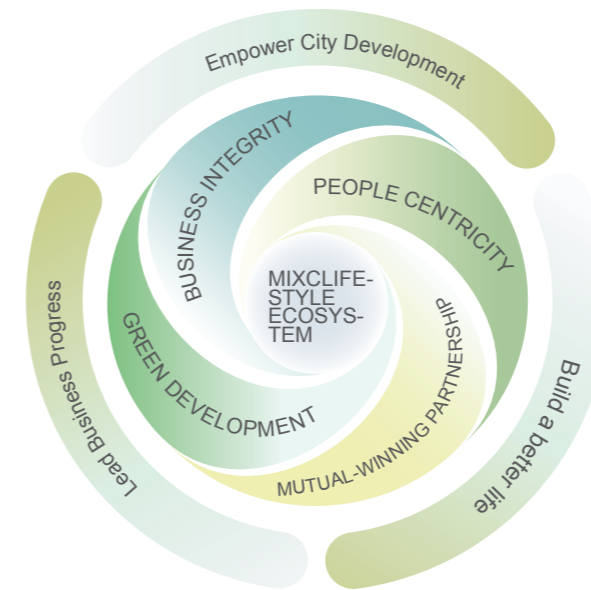 Empower City Development
BUSINESS INTEGRITY
PEOPLE CENTRICITY
MIXCLIFE-
STYLE
ECOSYS-
TEM
GREEN DEVELOPMENT
MUTUAL-WINNING PARTNERSHIP
Lead Business Progress
Build a better life